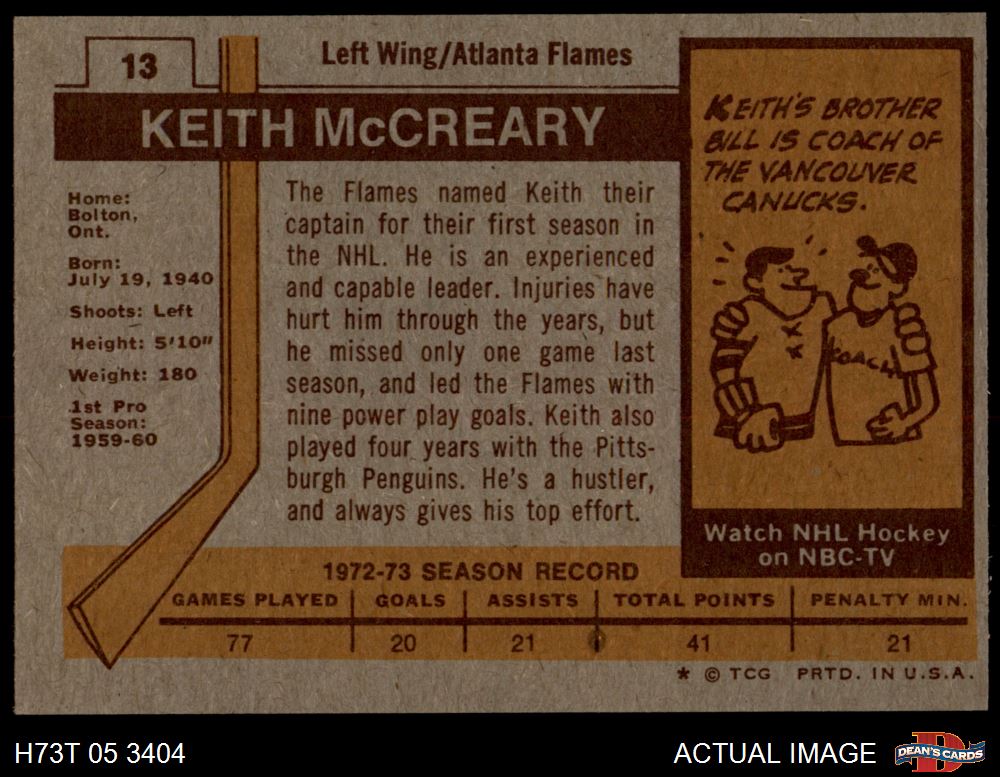 13
Left Wing/Atlanta Flames
KEITH McCREARY
Home:
Bolton,
Ont.
Born:
July 19, 1940
Shoots: Left
Height: 5'10"
Weight: 180
1st Pro
Season:
1959-60
The Flames named Keith their
captain for their first season in
the NHL. He is an experienced
and capable leader. Injuries have
hurt him through the years, but
he missed only one game last
season, and led the Flames with
nine power play goals. Keith also
played four years with the Pitts-
burgh Penguins. He's a hustler,
and always gives his top effort.
KEITH'S BROTHER
BILL IS COACH OF
THE VANCOUVER
CANUCKS.
COACH
Watch NHL Hockey
on NBC-TV
1972-73 SEASON RECORD
GAMES PLAYED GOALS ASSISTS TOTAL POINTS PENALTY MIN.
77 20 21 41 21
* © TCG PRTD. IN U.S.A.
H73T 05 3404
ACTUAL IMAGE
D
DEAN'S CARDS